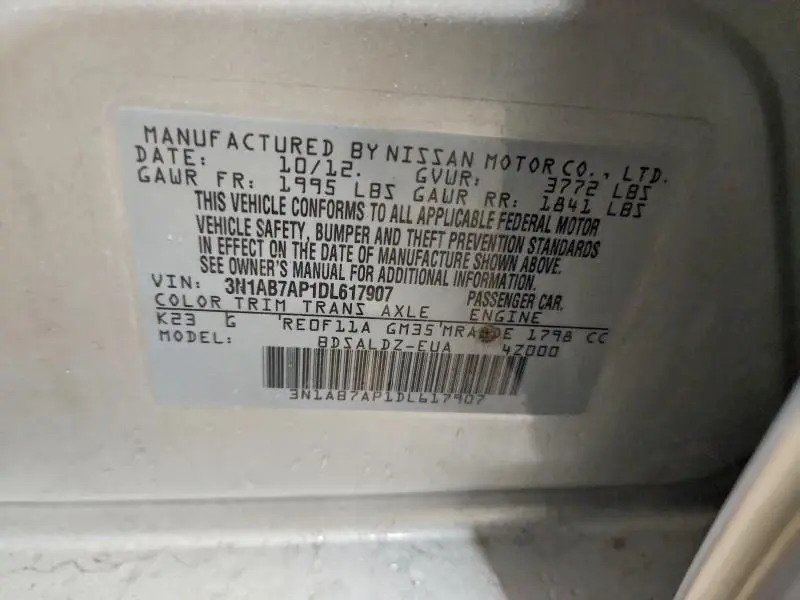 MANUFACTURED BY NISSAN MOTOR CO., LTD.
DATE: 10/12. GVWR: 3772 LBS
GAWR FR: 1995 LBS GAWR RR: 1841 LBS
THIS VEHICLE CONFORMS TO ALL APPLICABLE FEDERAL MOTOR
VEHICLE SAFETY, BUMPER AND THEFT PREVENTION STANDARDS
IN EFFECT ON THE DATE OF MANUFACTURE SHOWN ABOVE.
SEE OWNER'S MANUAL FOR ADDITIONAL INFORMATION.
VIN: 3N1AB7AP1DL617907 PASSENGER CAR.
COLOR TRIM TRANS AXLE ENGINE
K23 G RE0F11A GM35 1798 CC
MODEL: BDSALDZ-EUA 4Z000
3N1AB7AP1DL617907